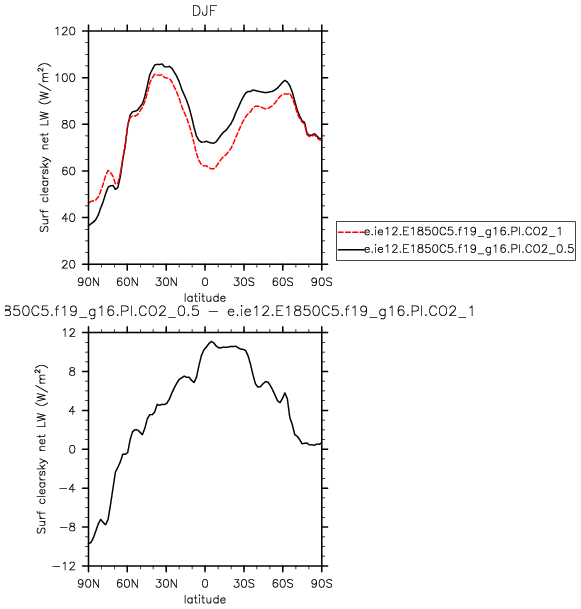 DJF
120
100
80
60
40
20
Surf clearsky net LW (W/m²)
90N 60N 30N 0 30S 60S 90S
latitude
e.ie12.E1850C5.f19_g16.PI.CO2_1
e.ie12.E1850C5.f19_g16.PI.CO2_0.5
850C5.f19_g16.PI.CO2_0.5 − e.ie12.E1850C5.f19_g16.PI.CO2_1
12
8
4
0
−4
−8
−12
Surf clearsky net LW (W/m²)
90N 60N 30N 0 30S 60S 90S
latitude